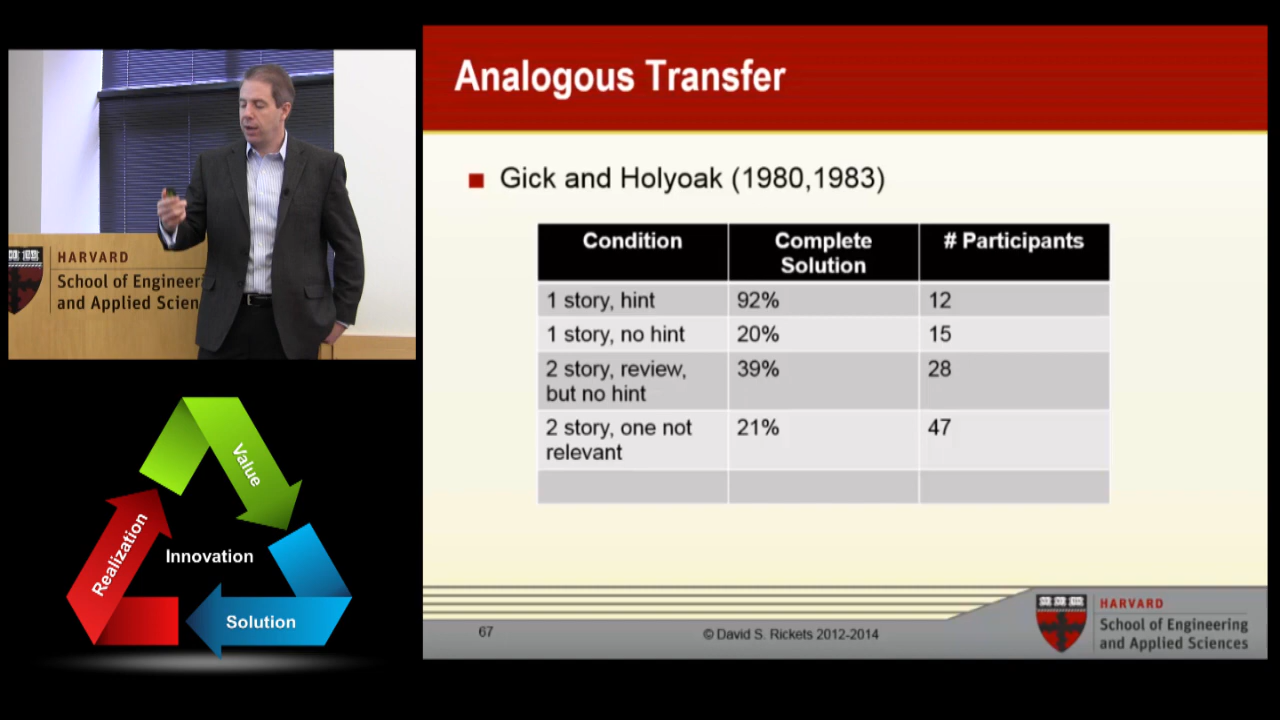 HARVARD
School of Engineer
and Applied Scien
Value
Realization
Innovation
Solution
Analogous Transfer
Gick and Holyoak (1980,1983)
Condition
Complete
Solution
# Participants
1 story, hint
92%
12
1 story, no hint
20%
15
2 story, review,
but no hint
39%
28
2 story, one not
relevant
21%
47
67
© David S. Rickets 2012-2014
HARVARD
School of Engineering
and Applied Sciences